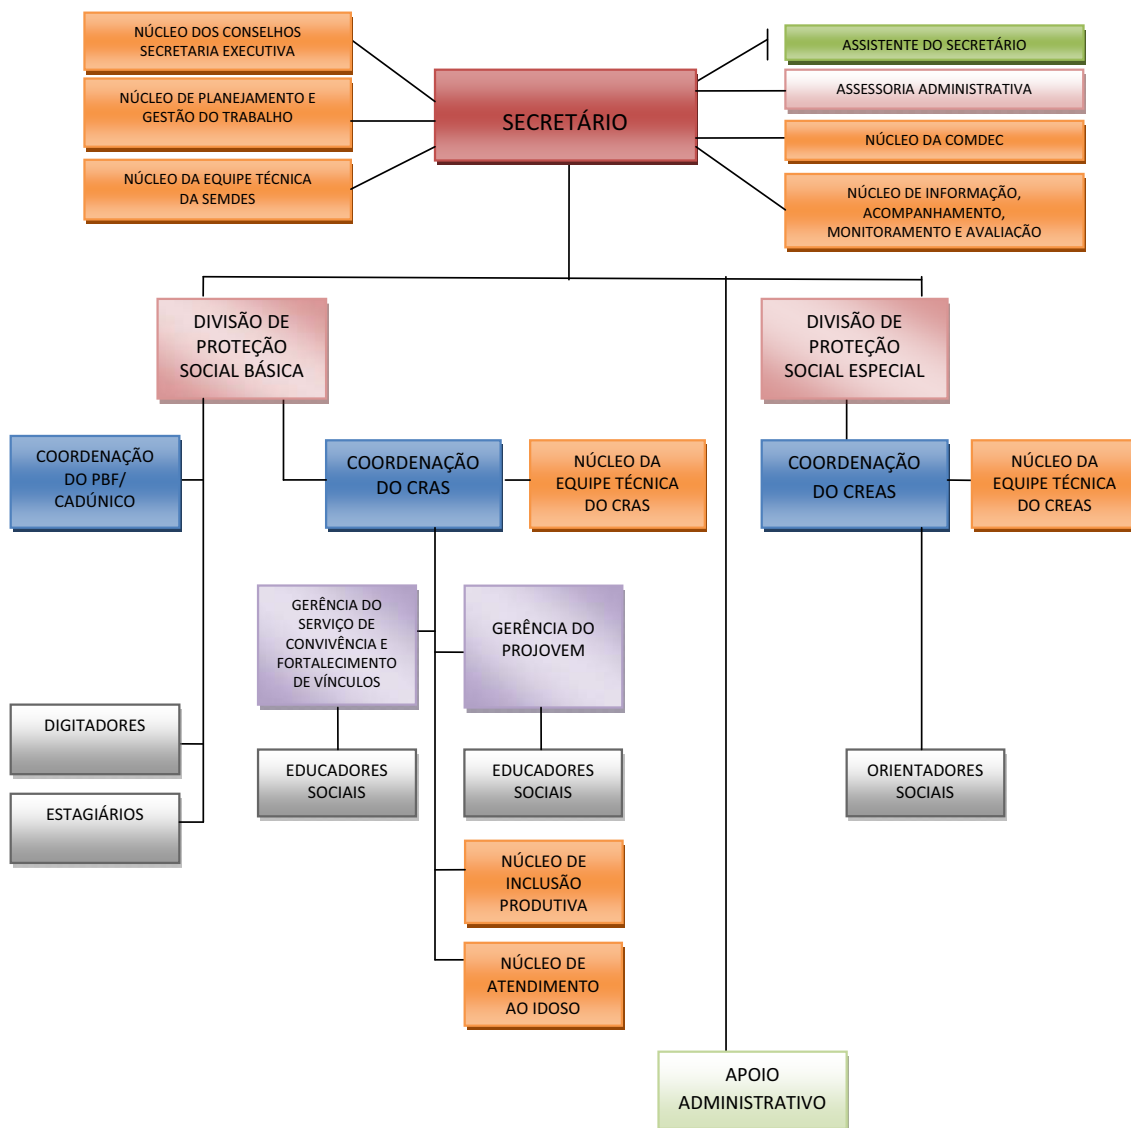 NÚCLEO DOS CONSELHOS
SECRETARIA EXECUTIVA
NÚCLEO DE PLANEJAMENTO E
GESTÃO DO TRABALHO
NÚCLEO DA EQUIPE TÉCNICA
DA SEMDES
SECRETÁRIO
ASSISTENTE DO SECRETÁRIO
ASSESSORIA ADMINISTRATIVA
NÚCLEO DA COMDEC
NÚCLEO DE INFORMAÇÃO,
ACOMPANHAMENTO,
MONITORAMENTO E AVALIAÇÃO
DIVISÃO DE
PROTEÇÃO
SOCIAL BÁSICA
DIVISÃO DE
PROTEÇÃO
SOCIAL ESPECIAL
COORDENAÇÃO
DO PBF/
CADÚNICO
COORDENAÇÃO
DO CRAS
NÚCLEO DA
EQUIPE TÉCNICA
DO CRAS
COORDENAÇÃO
DO CREAS
NÚCLEO DA
EQUIPE TÉCNICA
DO CREAS
GERÊNCIA DO
SERVIÇO DE
CONVIVÊNCIA E
FORTALECIMENTO
DE VÍNCULOS
GERÊNCIA DO
PROJOVEM
DIGITADORES
ESTAGIÁRIOS
EDUCADORES
SOCIAIS
EDUCADORES
SOCIAIS
ORIENTADORES
SOCIAIS
NÚCLEO DE
INCLUSÃO
PRODUTIVA
NÚCLEO DE
ATENDIMENTO
AO IDOSO
APOIO
ADMINISTRATIVO